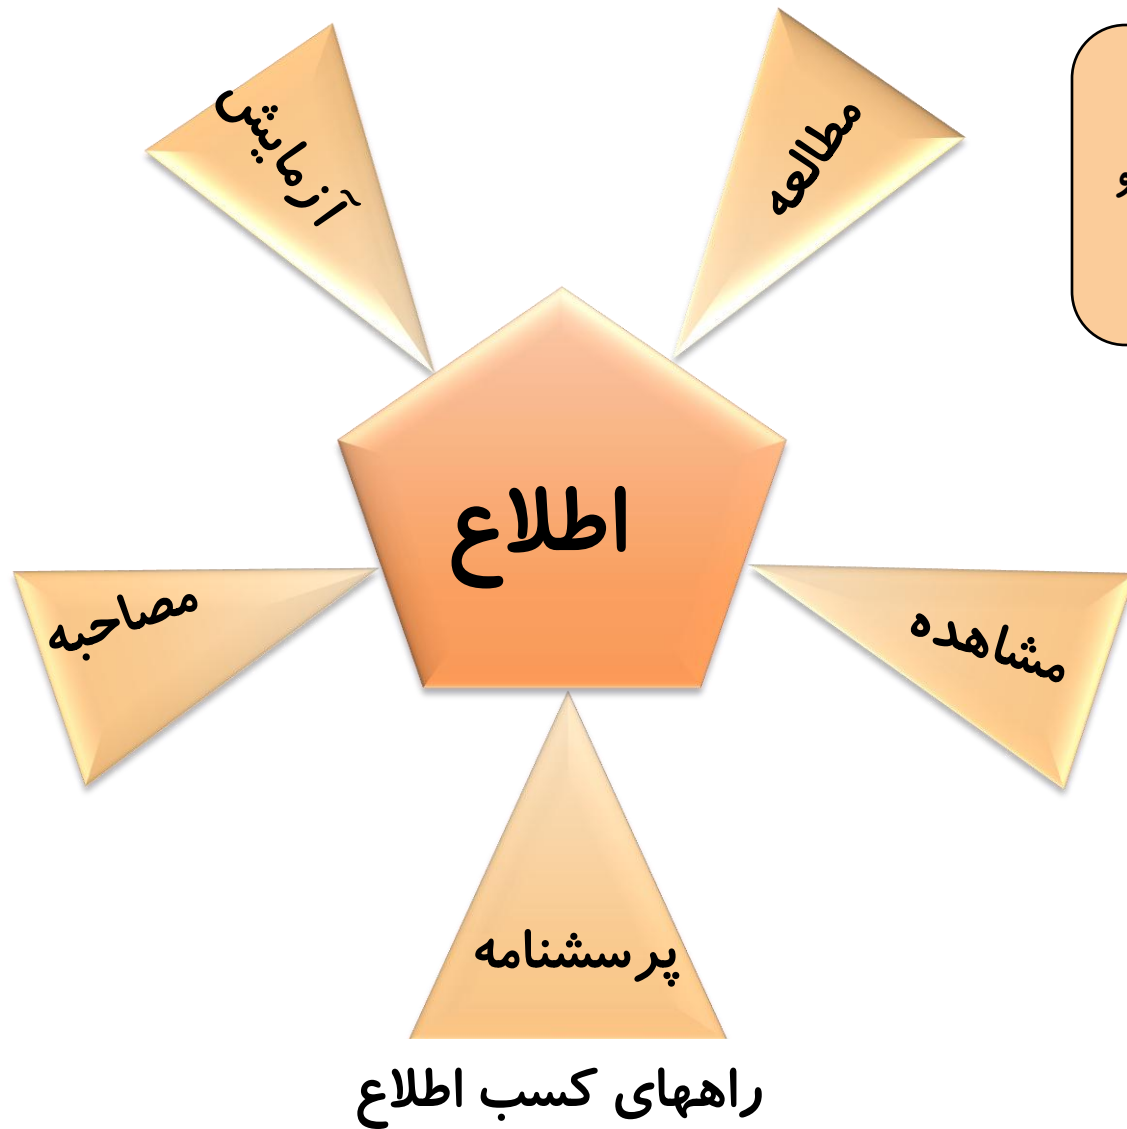 مطالعه
آزمایش
و
اطلاع
مشاهده
مصاحبه
پرسشنامه
راههای کسب اطلاع